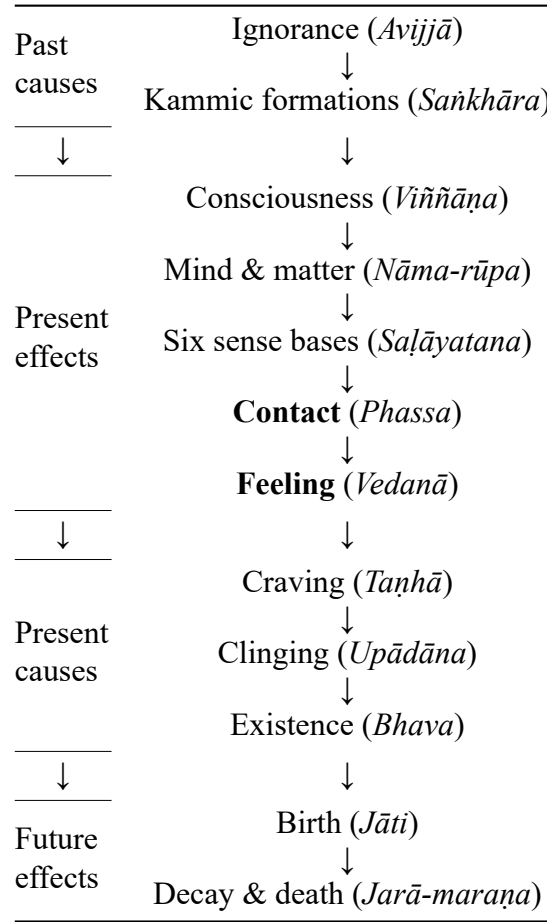 Past causes
Ignorance (Avijjā)
↓
Kammic formations (Saṅkhāra)
↓ ↓
Present effects
Consciousness (Viññāṇa)
↓
Mind & matter (Nāma-rūpa)
↓
Six sense bases (Saḷāyatana)
↓
Contact (Phassa)
↓
Feeling (Vedanā)
↓ ↓
Present causes
Craving (Taṇhā)
↓
Clinging (Upādāna)
↓
Existence (Bhava)
↓ ↓
Future effects
Birth (Jāti)
↓
Decay & death (Jarā-maraṇa)